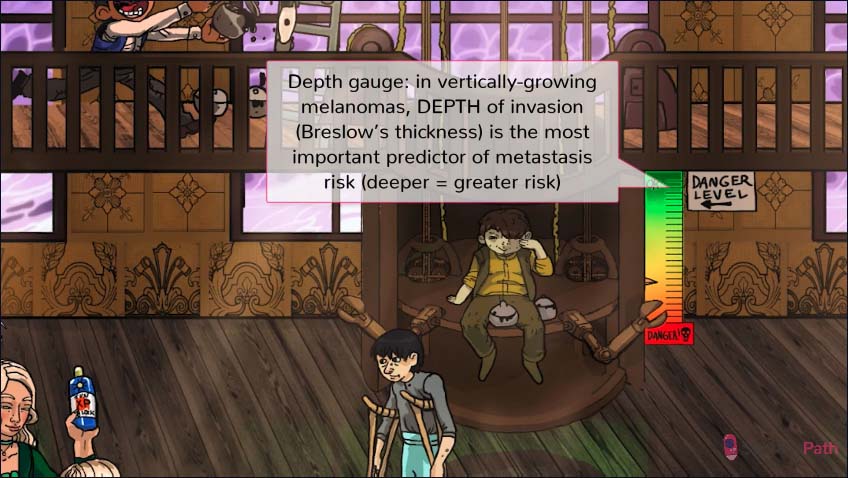 Depth gauge: in vertically-growing
melanomas, DEPTH of invasion
(Breslow's thickness) is the most
important predictor of metastasis
risk (deeper = greater risk)
DANGER
LEVEL
DANGER!
XP
Path